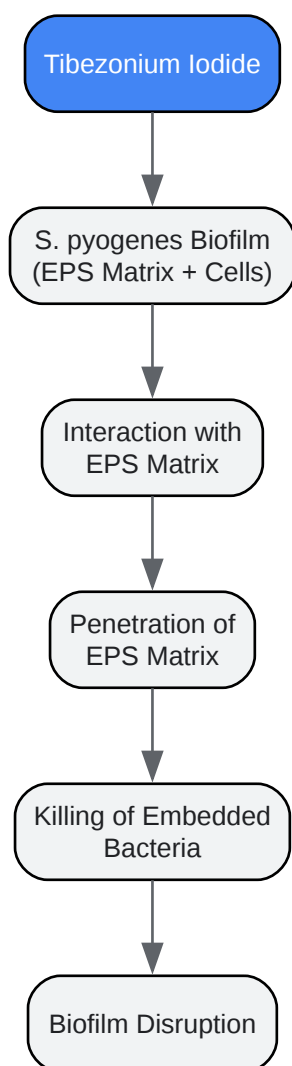 Tibezonium Iodide
S. pyogenes Biofilm
(EPS Matrix + Cells)
Interaction with
EPS Matrix
Penetration of
EPS Matrix
Killing of Embedded
Bacteria
Biofilm Disruption